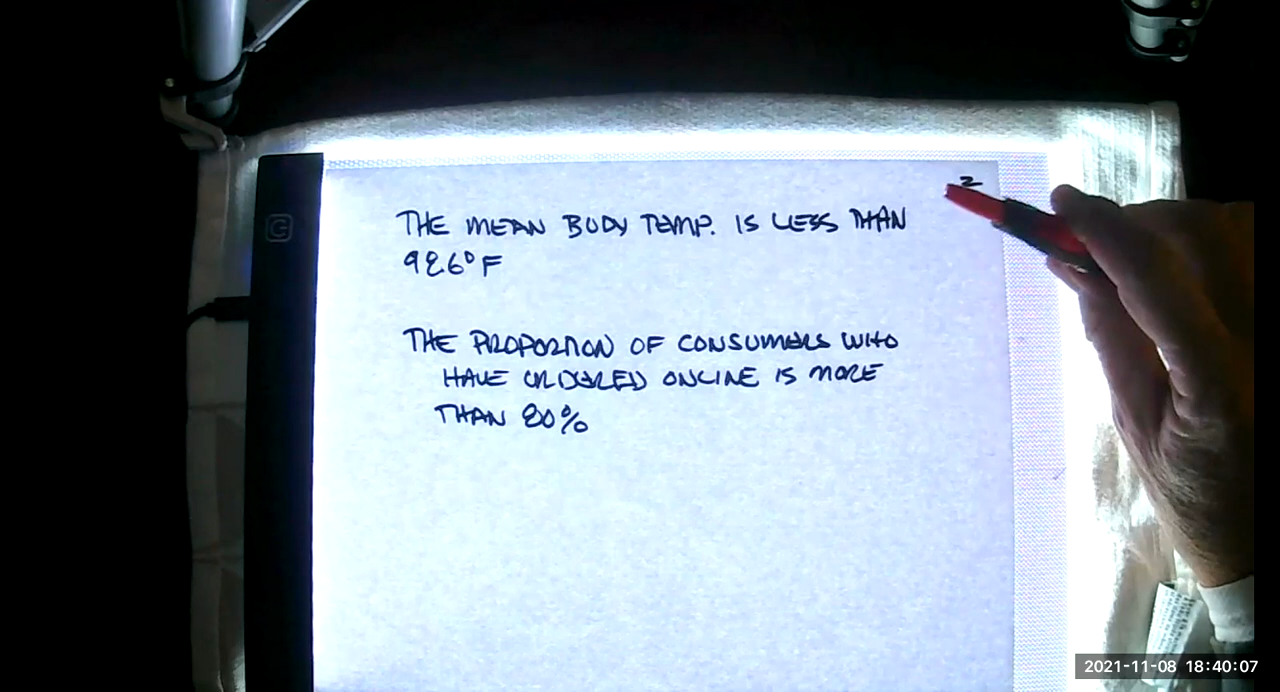 2
THE MEAN BODY TEMP. IS LESS THAN
98.6° F
THE PROPORTION OF CONSUMERS WHO
HAVE ORDERED ONLINE IS MORE
THAN 80%
2021-11-08 18:40:07